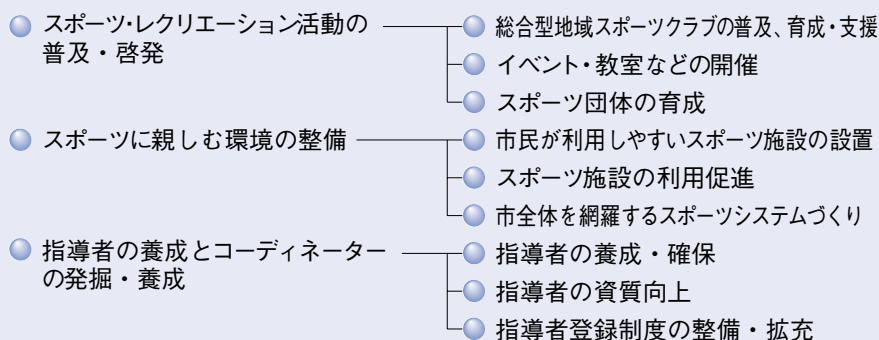 スポーツ・レクリエーション活動の
普及・啓発
総合型地域スポーツクラブの普及、育成・支援
イベント・教室などの開催
スポーツ団体の育成
スポーツに親しむ環境の整備
市民が利用しやすいスポーツ施設の設置
スポーツ施設の利用促進
市全体を網羅するスポーツシステムづくり
指導者の養成とコーディネーター
の発掘・養成
指導者の養成・確保
指導者の資質向上
指導者登録制度の整備・拡充